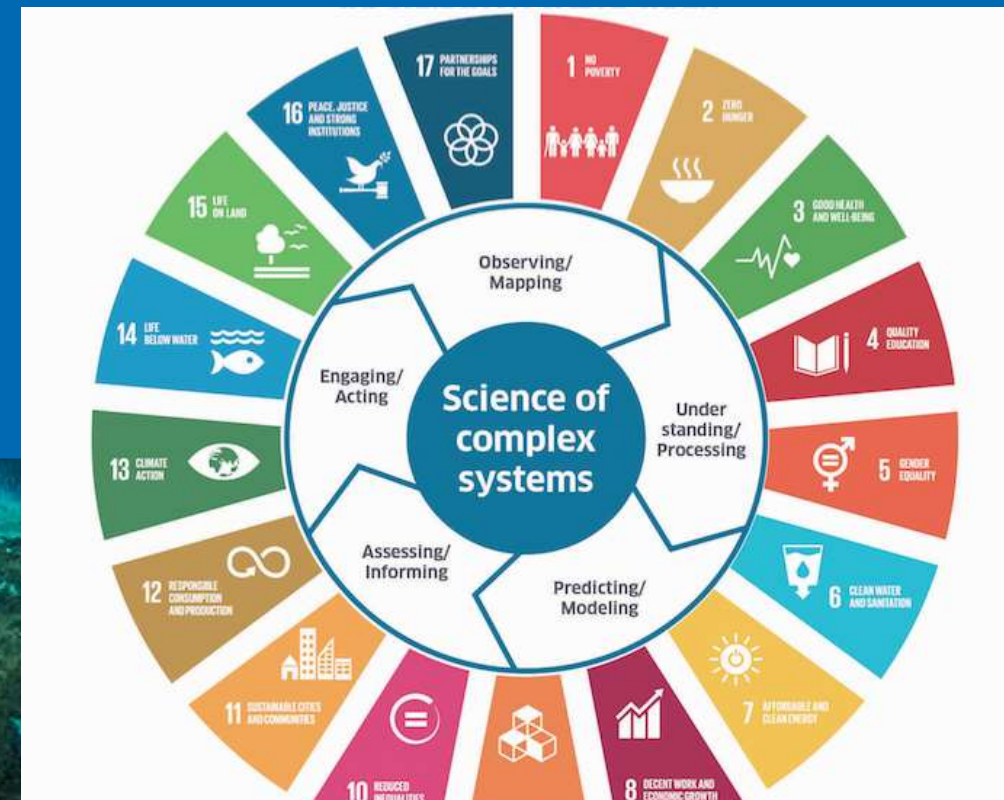 17 PARTNERSHIPS
FOR THE GOALS
1 NO
POVERTY
2 ZERO
HUNGER
3 GOOD HEALTH
AND WELL-BEING
4 QUALITY
EDUCATION
5 GENDER
EQUALITY
6 CLEAN WATER
AND SANITATION
7 AFFORDABLE AND
CLEAN ENERGY
8 DECENT WORK AND
ECONOMIC GROWTH
10 REDUCED
INEQUALITIES
11 SUSTAINABLE CITIES
AND COMMUNITIES
12 RESPONSIBLE
CONSUMPTION
AND PRODUCTION
13 CLIMATE
ACTION
14 LIFE
BELOW WATER
15 LIFE
ON LAND
16 PEACE, JUSTICE
AND STRONG
INSTITUTIONS
Observing/
Mapping
Under
standing/
Processing
Predicting/
Modeling
Assessing/
Informing
Engaging/
Acting
Science of
complex
systems